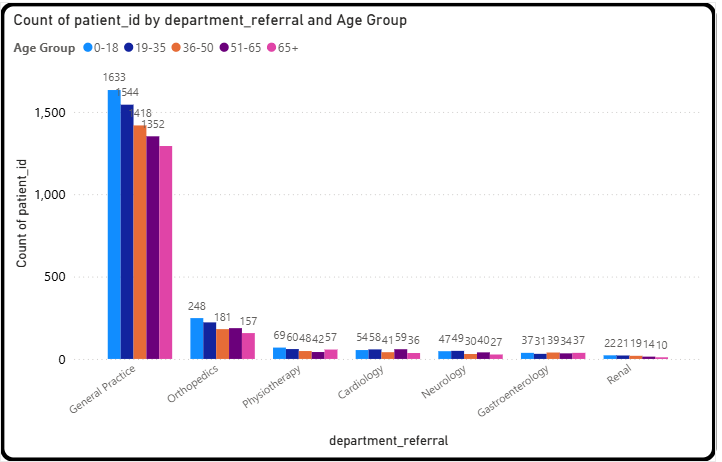 Count of patient_id by department_referral and Age Group
Age Group 0-18 19-35 36-50 51-65 65+
1633
1544
1418
1352
248
181
157
69 60 48 42 57
54 58 41 59 36
47 49 30 40 27
37 31 39 34 37
22 21 19 14 10
1,500
1,000
500
0
Count of patient_id
General Practice
Orthopedics
Physiotherapy
Cardiology
Neurology
Gastroenterology
Renal
department_referral